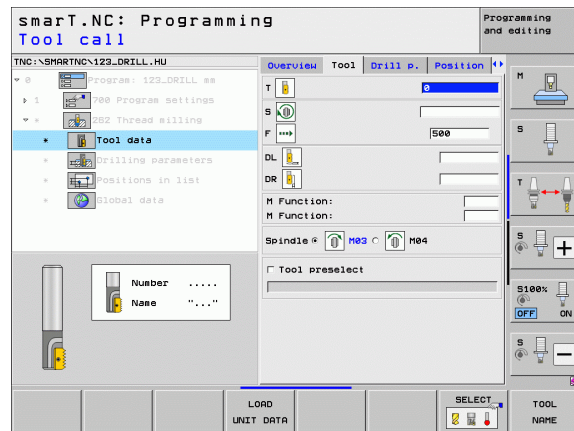 smarT.NC: Programming
Tool call
Programming
and editing
TNC:\SMARTNC\123_DRILL.HU
0 Program: 123_DRILL mm
1 700 Program settings
* 282 Thread milling
* Tool data
* Drilling parameters
* Positions in list
* Global data
Overview Tool Drill p. Position
T 0
S
F 500
DL
DR
M Function:
M Function:
Spindle M03 M04
Tool preselect
Number .....
Name "..."
M
S
T
S +
S100%
OFF ON
S −
LOAD
UNIT DATA
SELECT
TOOL
NAME